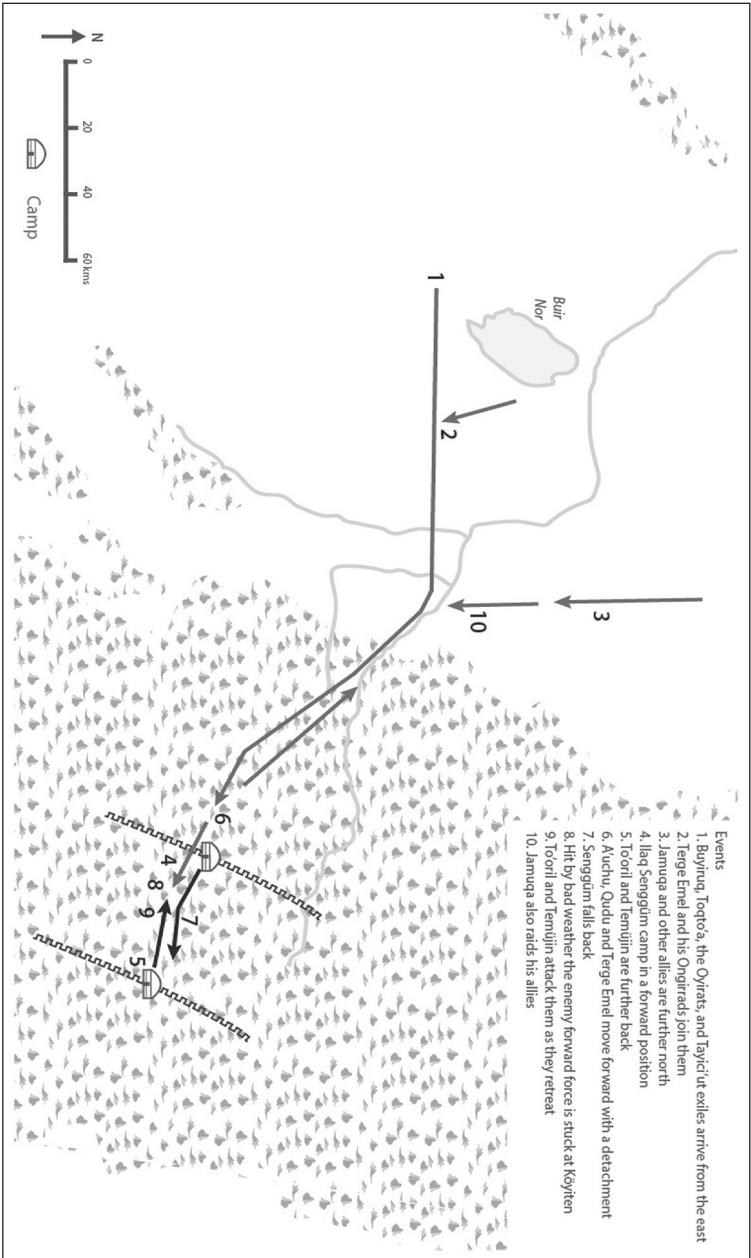 Events
1. Buyiruq, Toqto'a, the Oyirats, and Tayici'ut exiles arrive from the east
2. Terge Emel and his Ongirrads join them
3. Jamuqa and other allies are further north
4. Ilaq Senggüm camp in a forward position
5. To'oril and Temüjin are further back
6. A'uchu, Qudu and Terge Emel move forward with a detachment
7. Senggüm falls back
8. Hit by bad weather the enemy forward force is stuck at Köyiten
9. To'oril and Temüjin attack them as they retreat
10. Jamuqa also raids his allies
Buir
Nor
1
2
3
10
6
4
8
7
9
5
N
0 20 40 60 kms
Camp